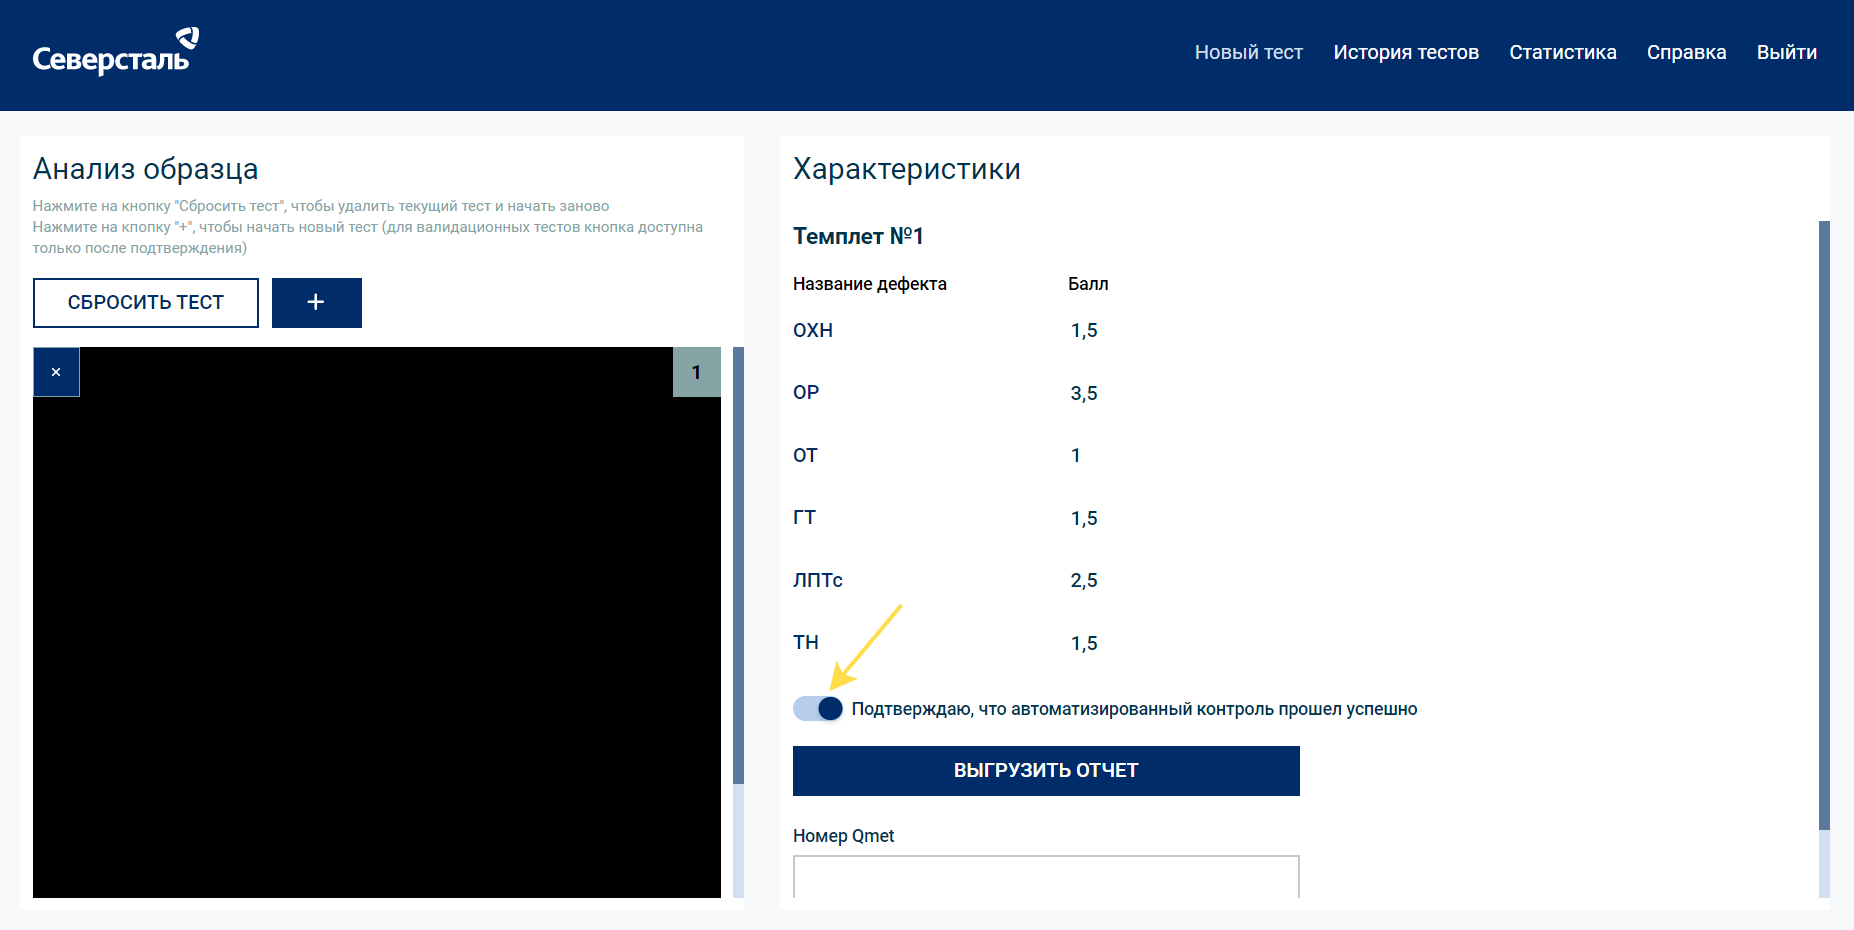 Северсталь
Новый тест История тестов Статистика Справка Выйти
Анализ образца
Нажмите на кнопку "Сбросить тест", чтобы удалить текущий тест и начать заново
Нажмите на кпопку "+", чтобы начать новый тест (для валидационных тестов кнопка доступна
только после подтверждения)
СБРОСИТЬ ТЕСТ +
× 1
Характеристики
Темплет №1
Название дефекта Балл
ОХН 1,5
ОР 3,5
ОТ 1
ГТ 1,5
ЛПТс 2,5
ТН 1,5
Подтверждаю, что автоматизированный контроль прошел успешно
ВЫГРУЗИТЬ ОТЧЕТ
Номер Qmet